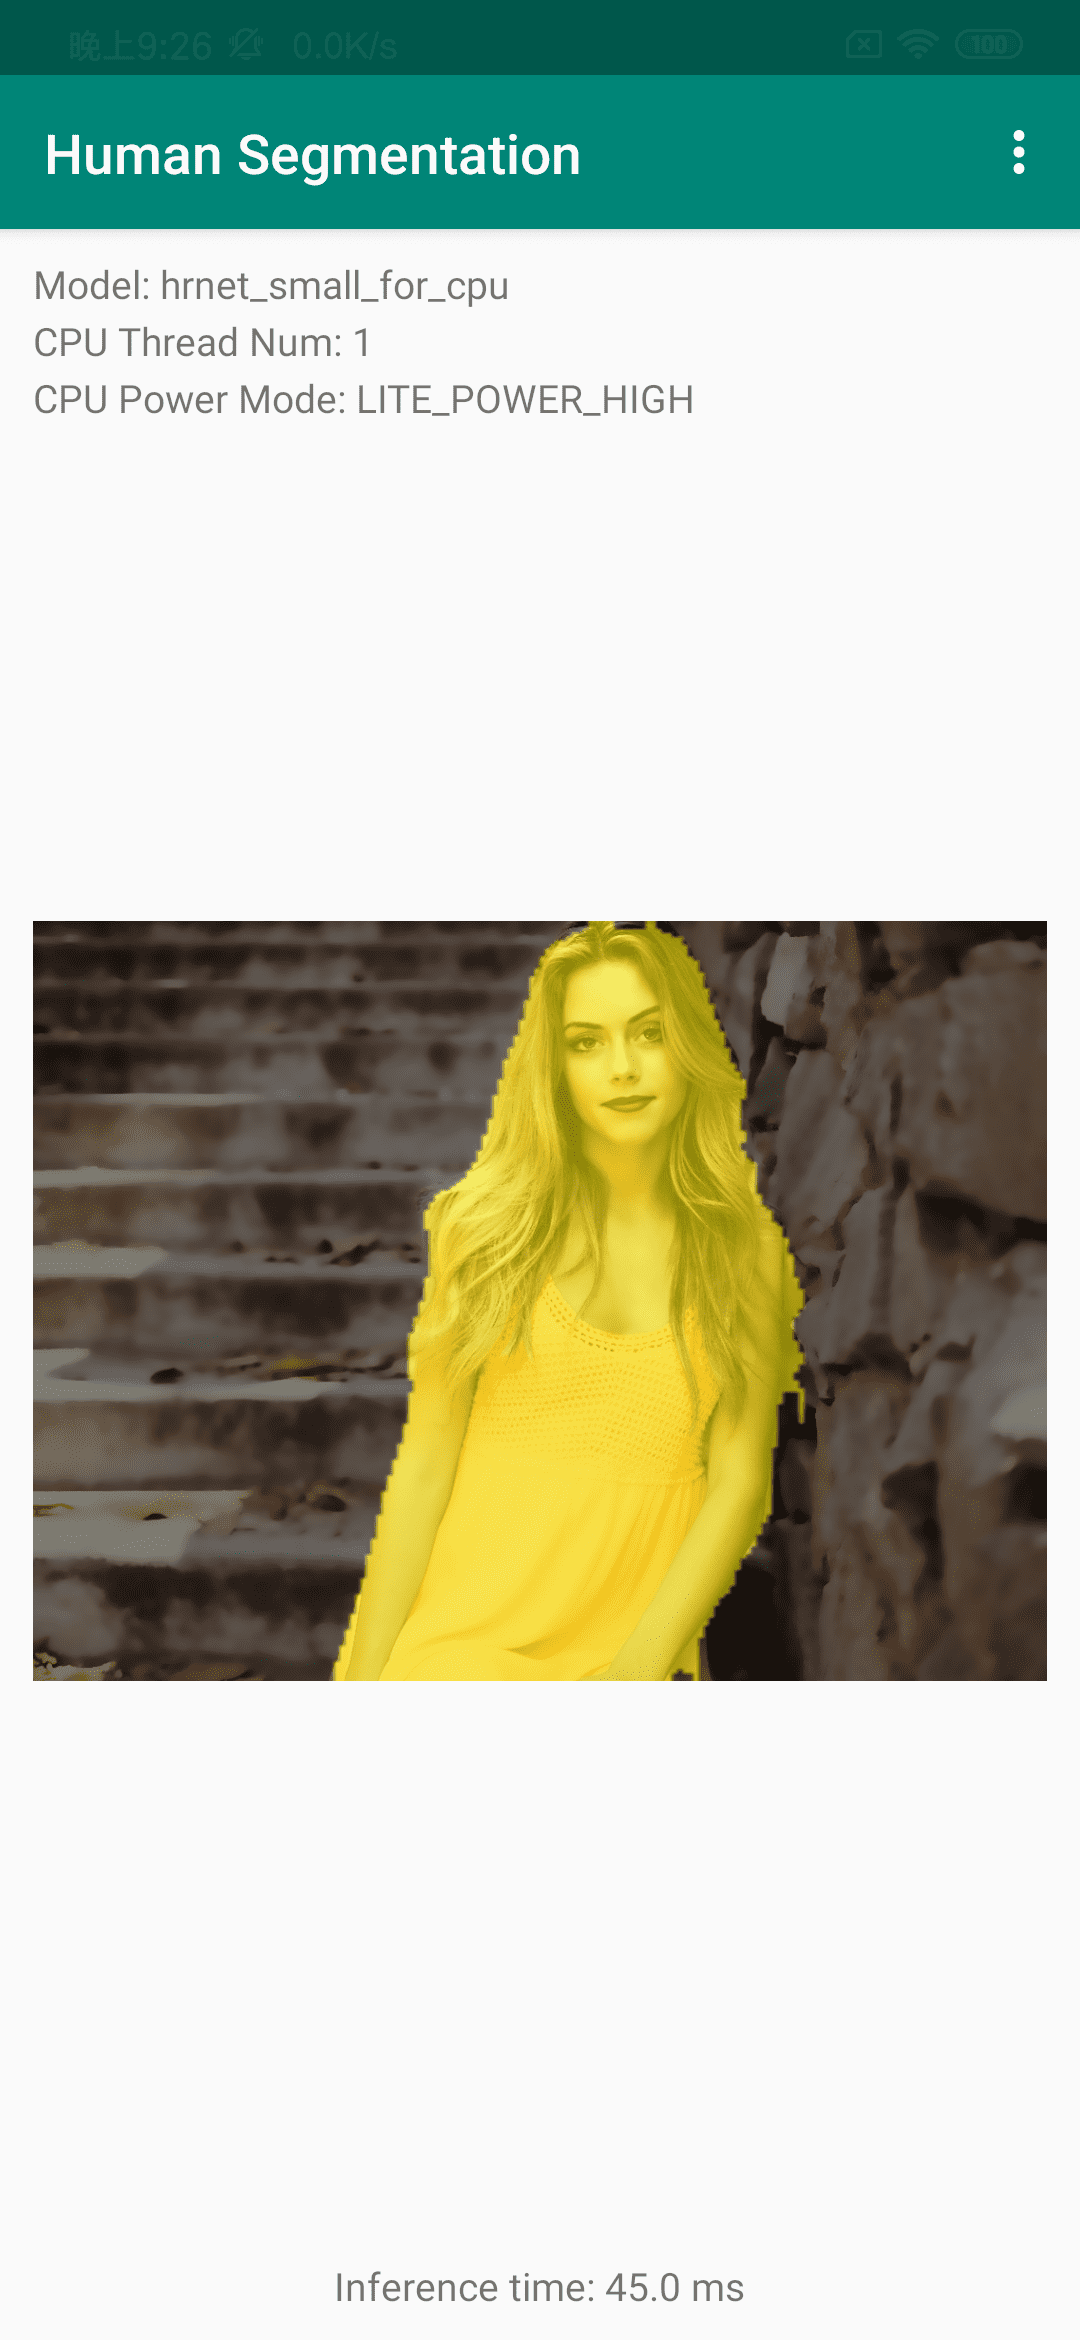 晚上9:26 0.0K/s 100
Human Segmentation
Model: hrnet_small_for_cpu
CPU Thread Num: 1
CPU Power Mode: LITE_POWER_HIGH
Inference time: 45.0 ms